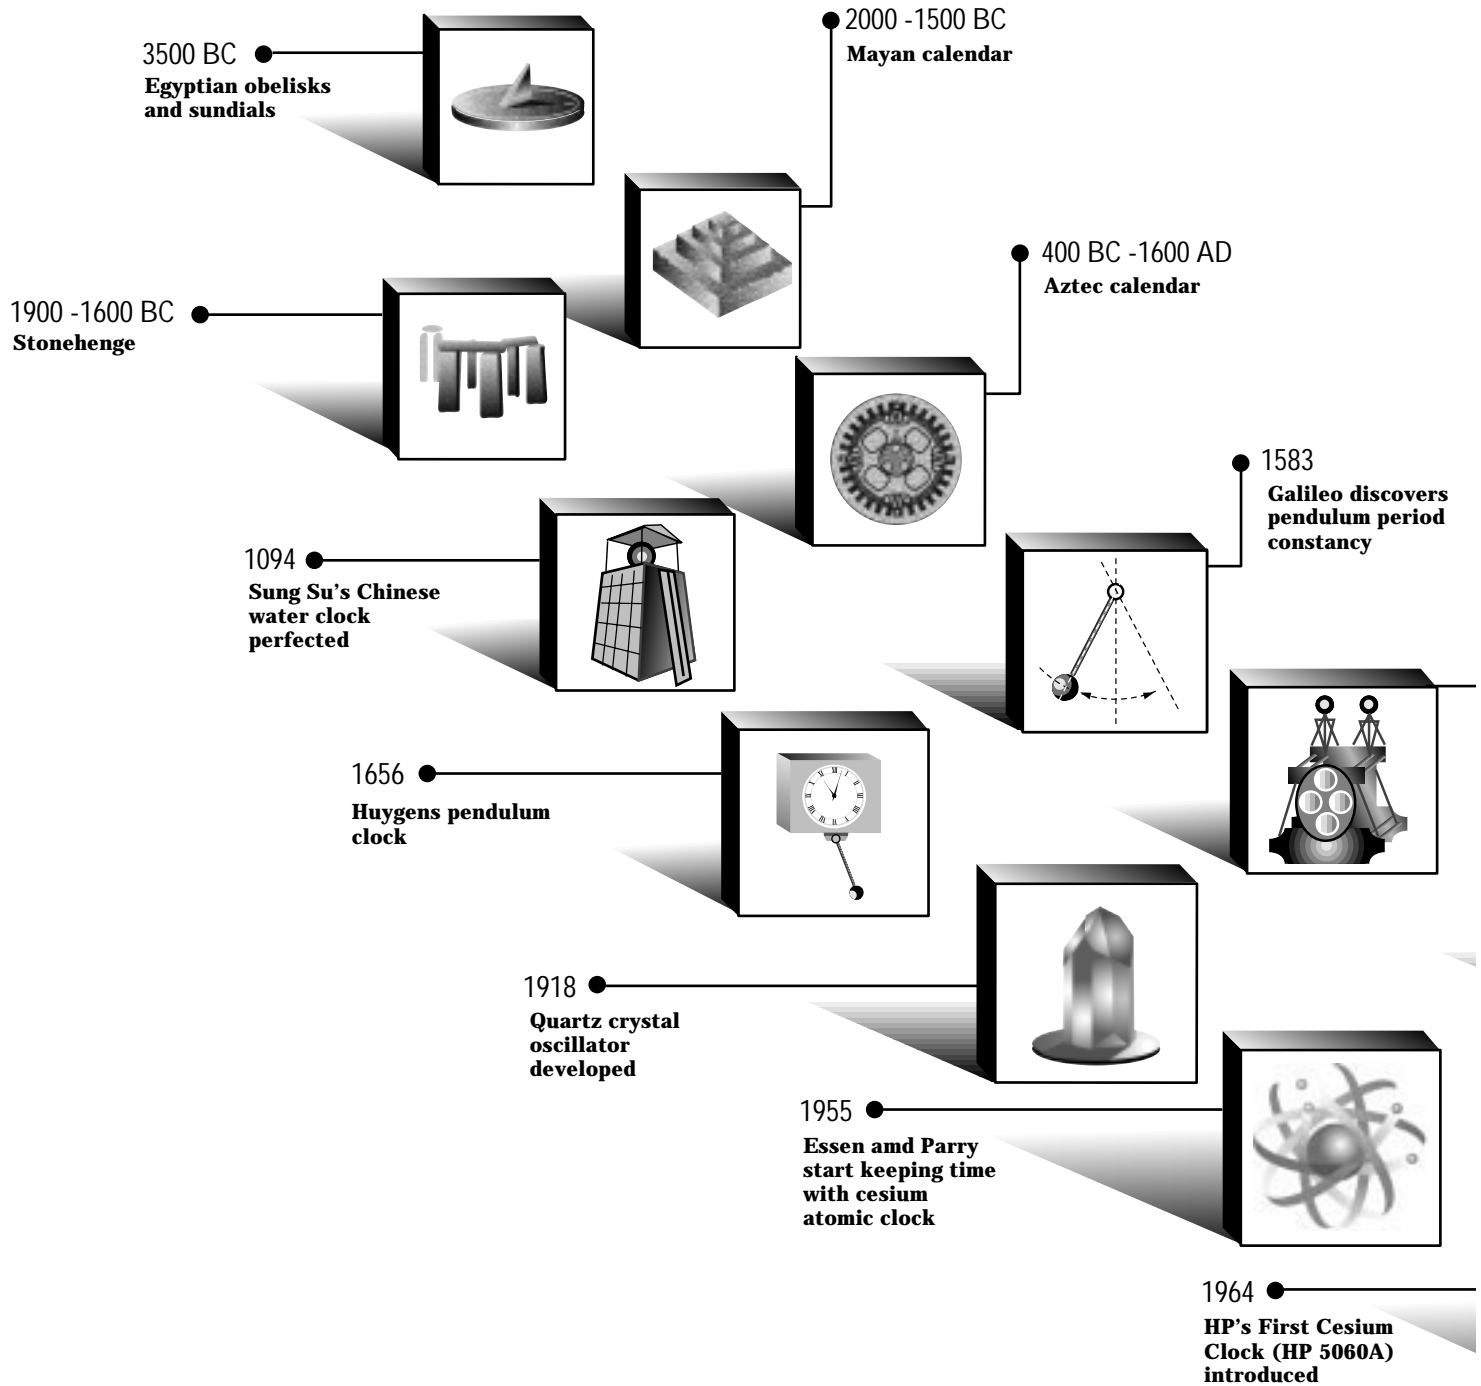 3500 BC
Egyptian obelisks
and sundials
2000 -1500 BC
Mayan calendar
1900 -1600 BC
Stonehenge
400 BC -1600 AD
Aztec calendar
1094
Sung Su's Chinese
water clock
perfected
1583
Galileo discovers
pendulum period
constancy
1656
Huygens pendulum
clock
1918
Quartz crystal
oscillator
developed
1955
Essen amd Parry
start keeping time
with cesium
atomic clock
1964
HP's First Cesium
Clock (HP 5060A)
introduced